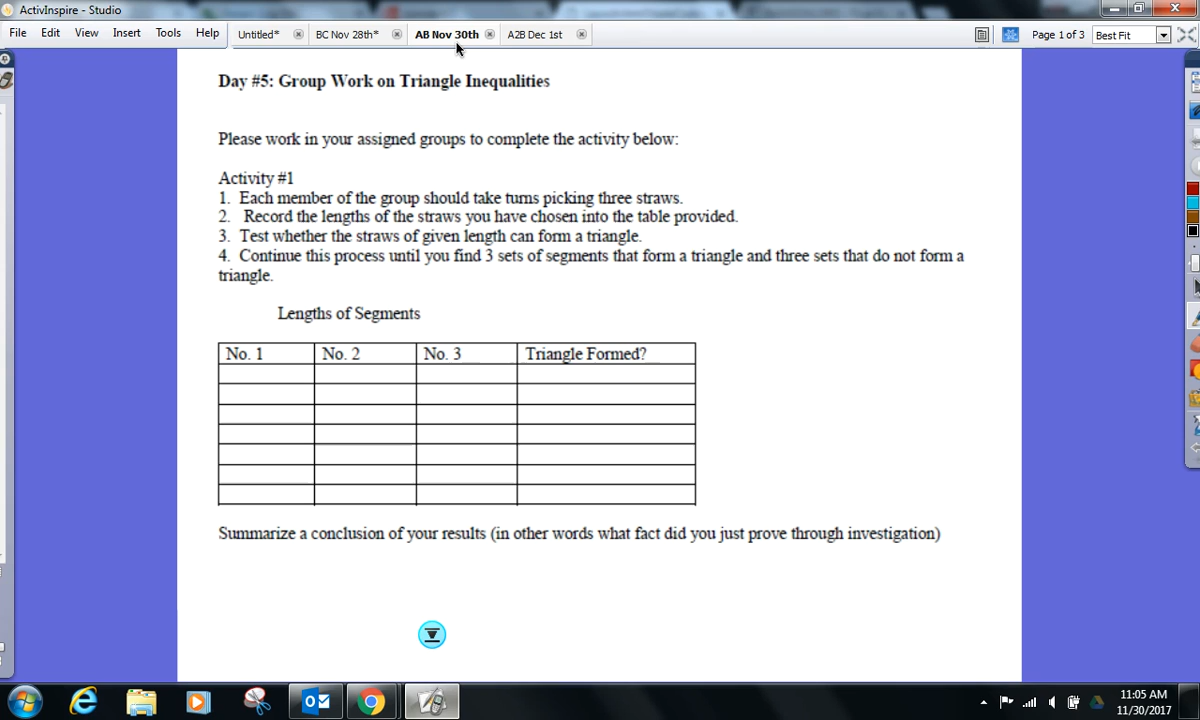 ActivInspire - Studio
File Edit View Insert Tools Help
Untitled* BC Nov 28th* AB Nov 30th A2B Dec 1st
Page 1 of 3 Best Fit
Day #5: Group Work on Triangle Inequalities
Please work in your assigned groups to complete the activity below:
Activity #1
1. Each member of the group should take turns picking three straws.
2. Record the lengths of the straws you have chosen into the table provided.
3. Test whether the straws of given length can form a triangle.
4. Continue this process until you find 3 sets of segments that form a triangle and three sets that do not form a
triangle.
Lengths of Segments
No. 1 No. 2 No. 3 Triangle Formed?
Summarize a conclusion of your results (in other words what fact did you just prove through investigation)
11:05 AM
11/30/2017